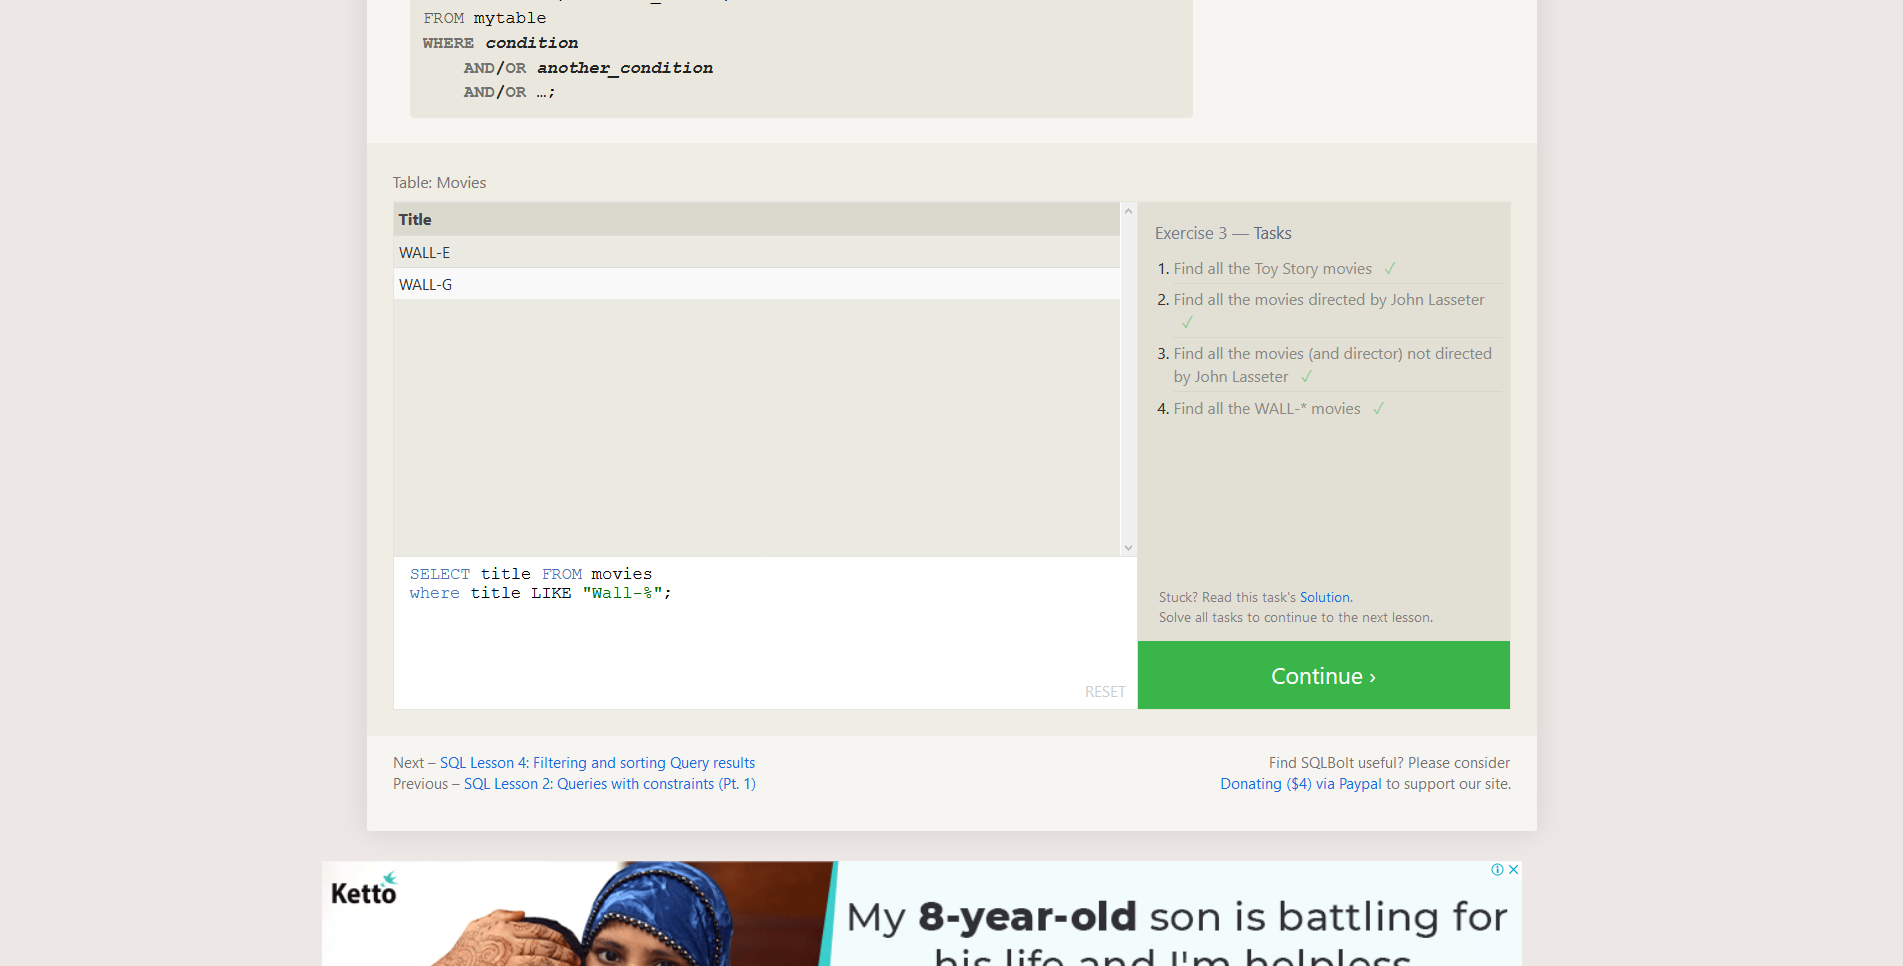 FROM mytable
WHERE condition
AND/OR another_condition
AND/OR …;
Table: Movies
Title
WALL-E
WALL-G
SELECT title FROM movies
where title LIKE "Wall-%";
RESET
Exercise 3 — Tasks
1. Find all the Toy Story movies ✓
2. Find all the movies directed by John Lasseter
✓
3. Find all the movies (and director) not directed
by John Lasseter ✓
4. Find all the WALL-* movies ✓
Stuck? Read this task's Solution.
Solve all tasks to continue to the next lesson.
Continue ›
Next – SQL Lesson 4: Filtering and sorting Query results
Previous – SQL Lesson 2: Queries with constraints (Pt. 1)
Find SQLBolt useful? Please consider
Donating ($4) via Paypal to support our site.
Ketto
My 8-year-old son is battling for
his life and I'm helpless